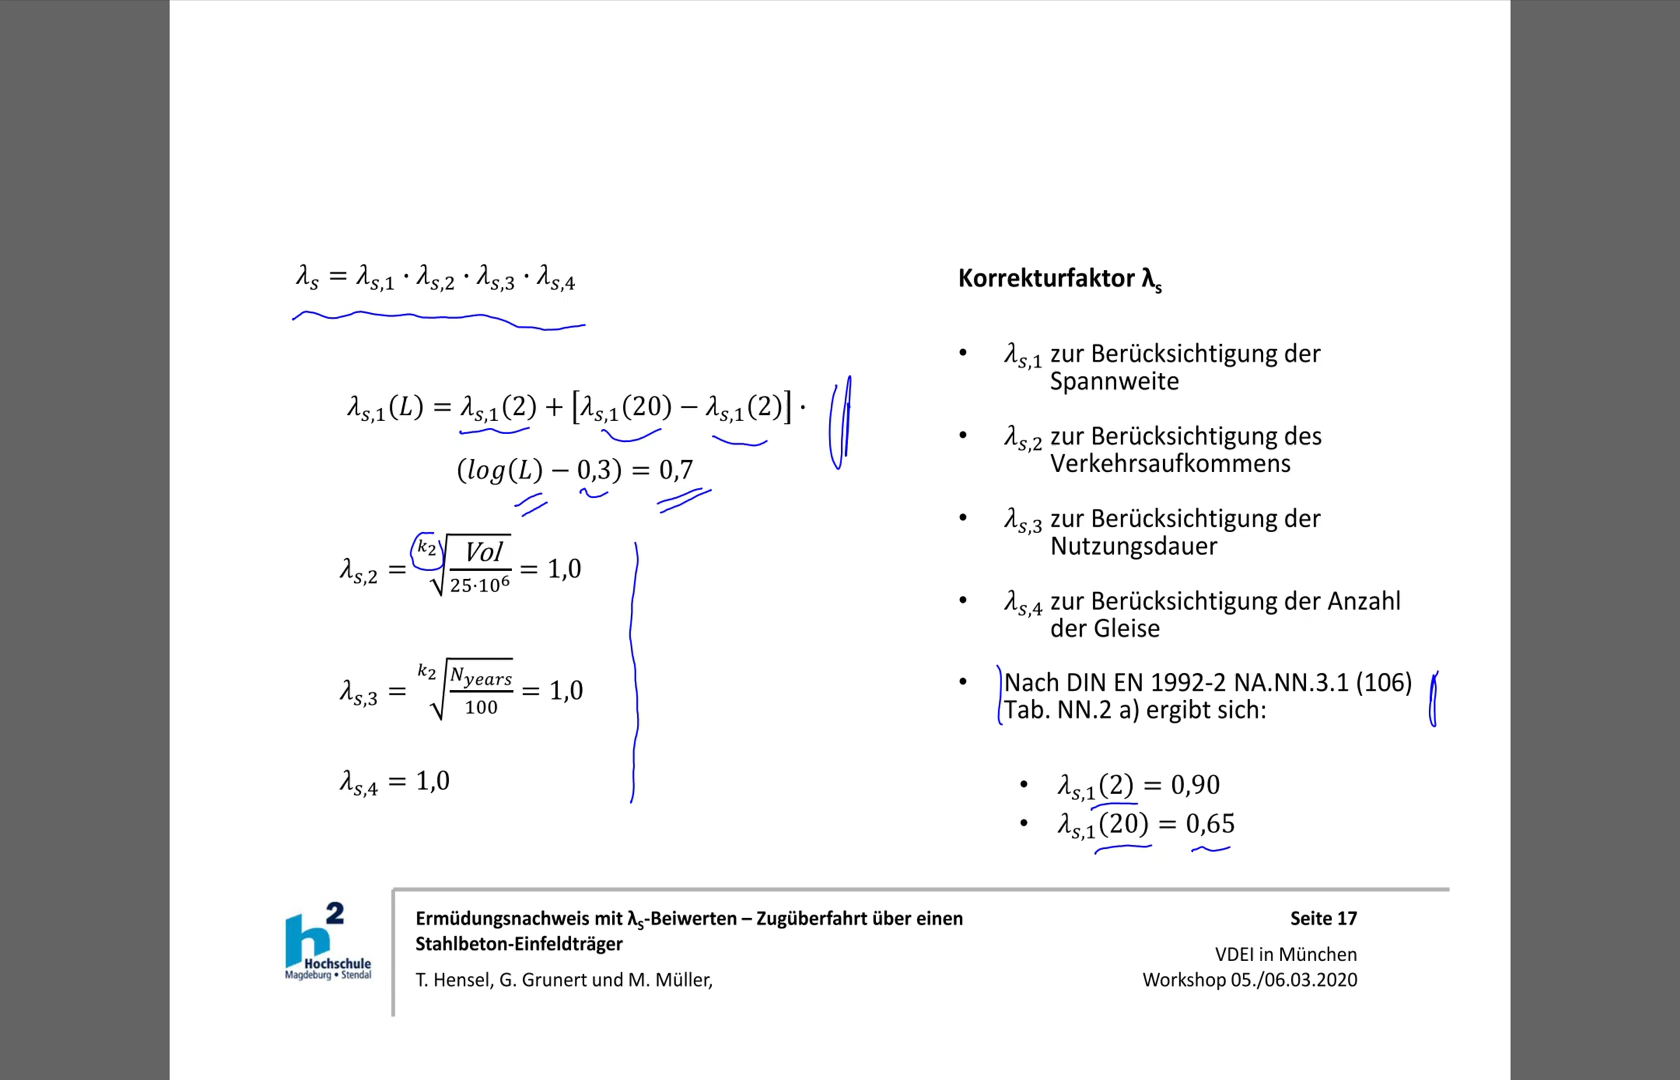 λs = λs,1 · λs,2 · λs,3 · λs,4
λs,1(L) = λs,1(2) + [λs,1(20) − λs,1(2)] ·
(log(L) − 0,3) = 0,7
λs,2 = k2√(Vol / 25·10⁶) = 1,0
λs,3 = k2√(Nyears / 100) = 1,0
λs,4 = 1,0
Korrekturfaktor λs
• λs,1 zur Berücksichtigung der
Spannweite
• λs,2 zur Berücksichtigung des
Verkehrsaufkommens
• λs,3 zur Berücksichtigung der
Nutzungsdauer
• λs,4 zur Berücksichtigung der Anzahl
der Gleise
• Nach DIN EN 1992-2 NA.NN.3.1 (106)
Tab. NN.2 a) ergibt sich:
• λs,1(2) = 0,90
• λs,1(20) = 0,65
h2
Hochschule
Magdeburg • Stendal
Ermüdungsnachweis mit λs-Beiwerten – Zugüberfahrt über einen
Stahlbeton-Einfeldträger
T. Hensel, G. Grunert und M. Müller,
Seite 17
VDEI in München
Workshop 05./06.03.2020